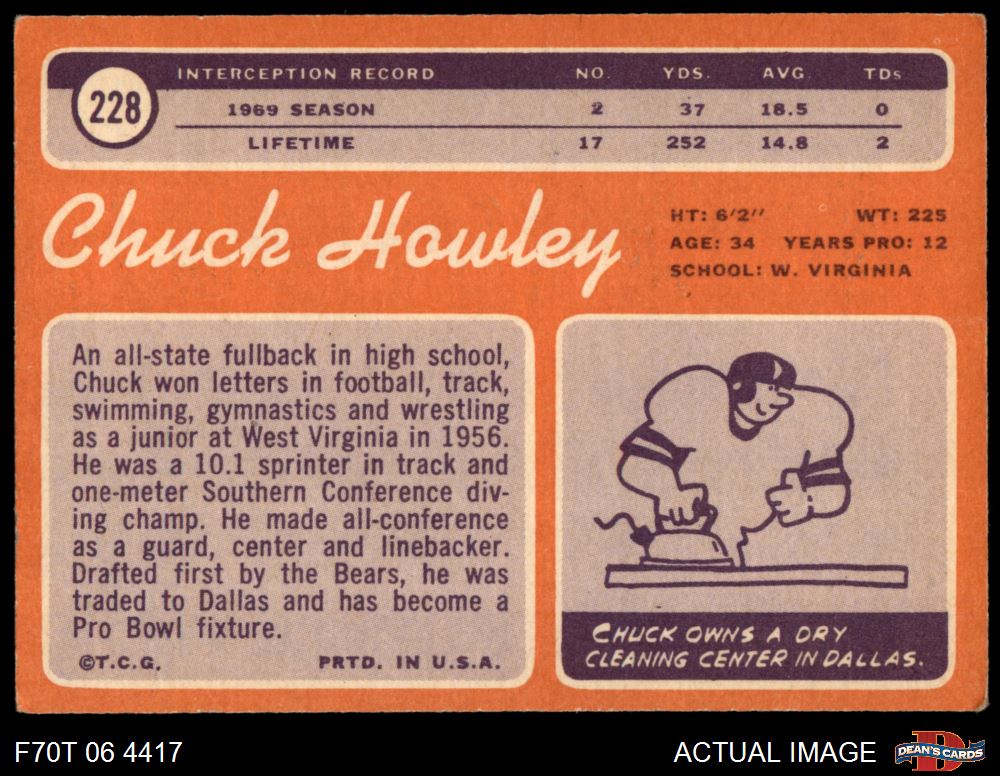 228
INTERCEPTION RECORD NO. YDS. AVG. TDs
1969 SEASON 2 37 18.5 0
LIFETIME 17 252 14.8 2
Chuck Howley
HT: 6'2" WT: 225
AGE: 34 YEARS PRO: 12
SCHOOL: W. VIRGINIA
An all-state fullback in high school,
Chuck won letters in football, track,
swimming, gymnastics and wrestling
as a junior at West Virginia in 1956.
He was a 10.1 sprinter in track and
one-meter Southern Conference div-
ing champ. He made all-conference
as a guard, center and linebacker.
Drafted first by the Bears, he was
traded to Dallas and has become a
Pro Bowl fixture.
©T.C.G. PRTD. IN U.S.A.
CHUCK OWNS A DRY
CLEANING CENTER IN DALLAS.
F70T 06 4417 ACTUAL IMAGE D DEAN'S CARDS